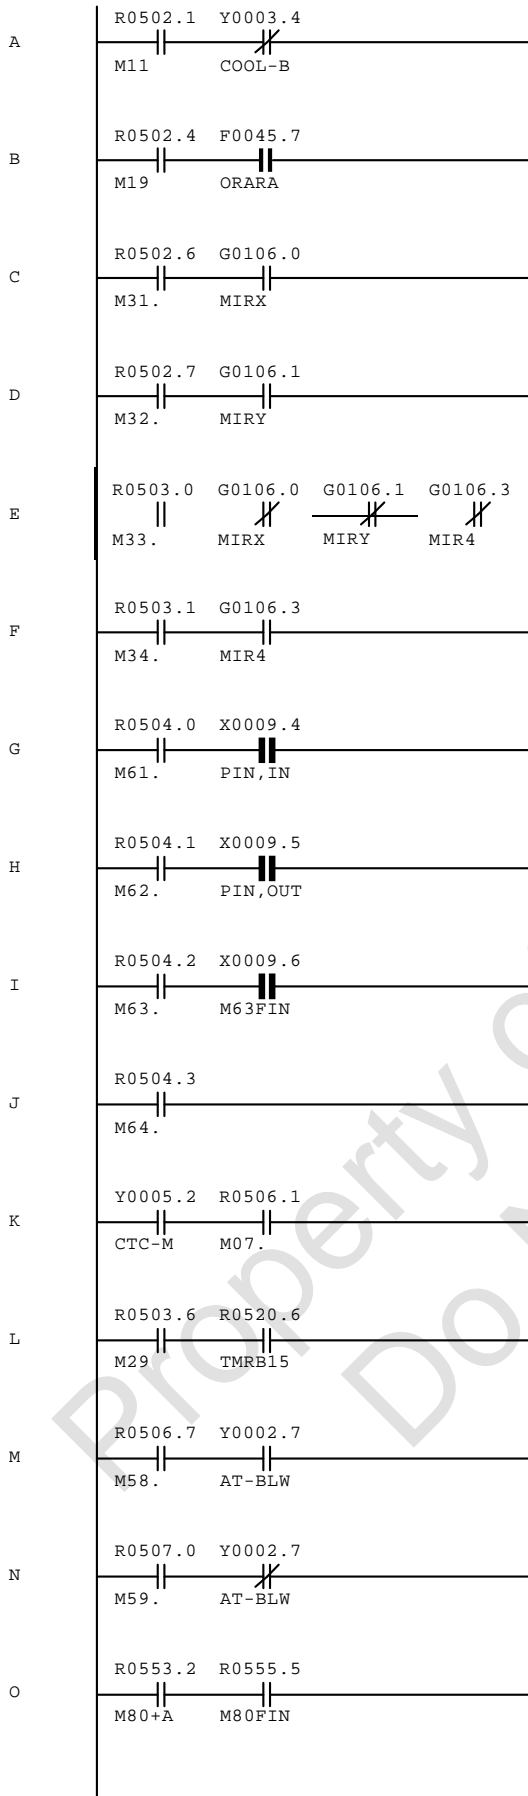 R0502.1 Y0003.4
A
M11 COOL-B
R0502.4 F0045.7
B
M19 ORARA
R0502.6 G0106.0
C
M31. MIRX
R0502.7 G0106.1
D
M32. MIRY
R0503.0 G0106.0 G0106.1 G0106.3
E
M33. MIRX MIRY MIR4
R0503.1 G0106.3
F
M34. MIR4
R0504.0 X0009.4
G
M61. PIN,IN
R0504.1 X0009.5
H
M62. PIN,OUT
R0504.2 X0009.6
I
M63. M63FIN
R0504.3
J
M64.
Y0005.2 R0506.1
K
CTC-M M07.
R0503.6 R0520.6
L
M29 TMRB15
R0506.7 Y0002.7
M
M58. AT-BLW
R0507.0 Y0002.7
N
M59. AT-BLW
R0553.2 R0555.5
O
M80+A M80FIN
Property
Do